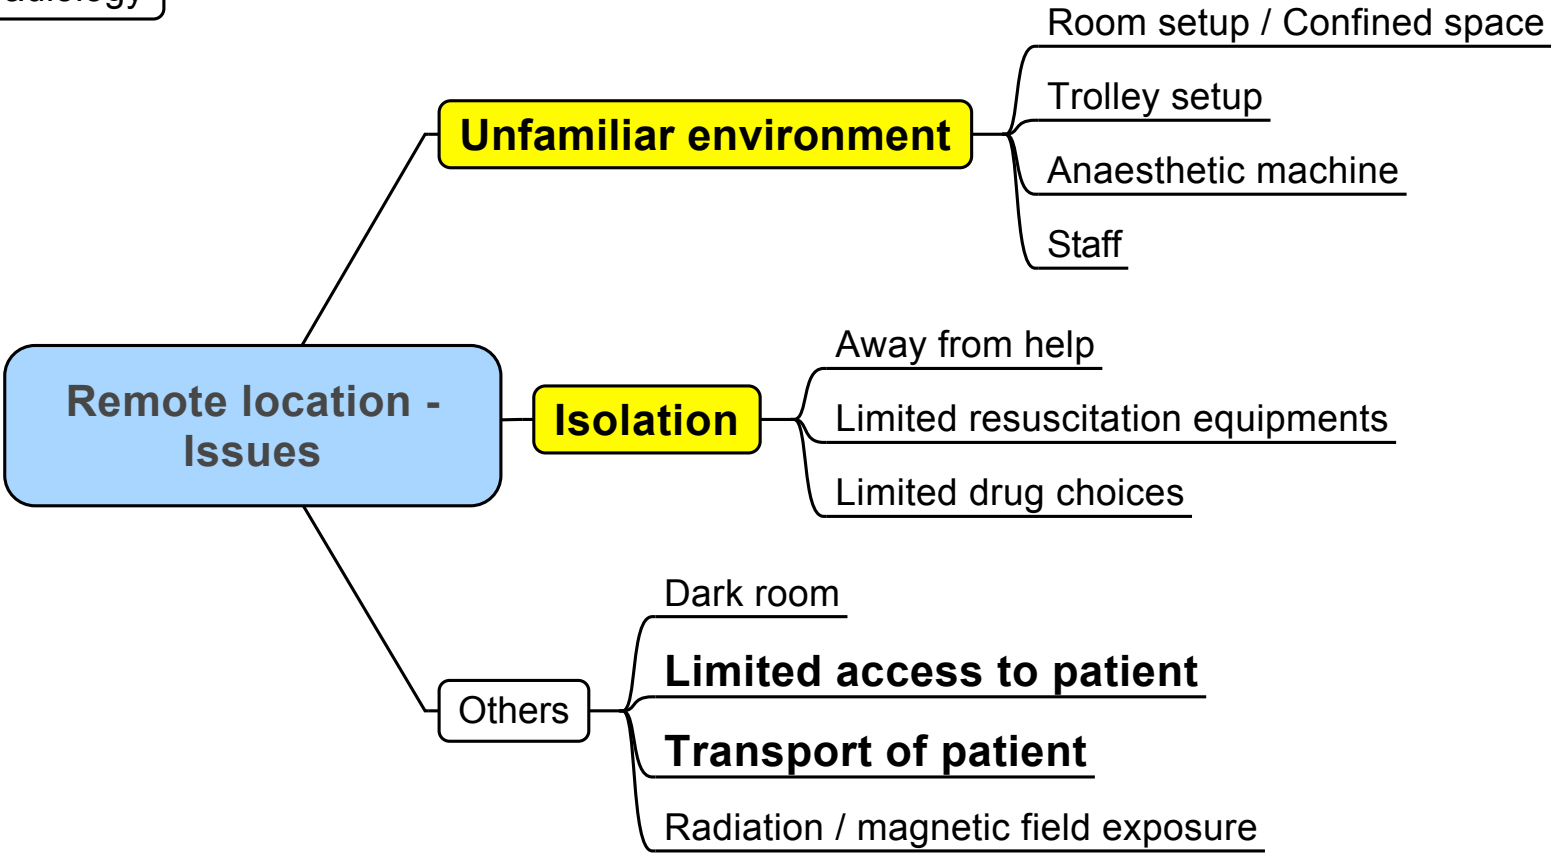 Room setup / Confined space
Trolley setup
Unfamiliar environment
Anaesthetic machine
Staff
Away from help
Remote location -
Issues
Isolation
Limited resuscitation equipments
Limited drug choices
Dark room
Limited access to patient
Others
Transport of patient
Radiation / magnetic field exposure